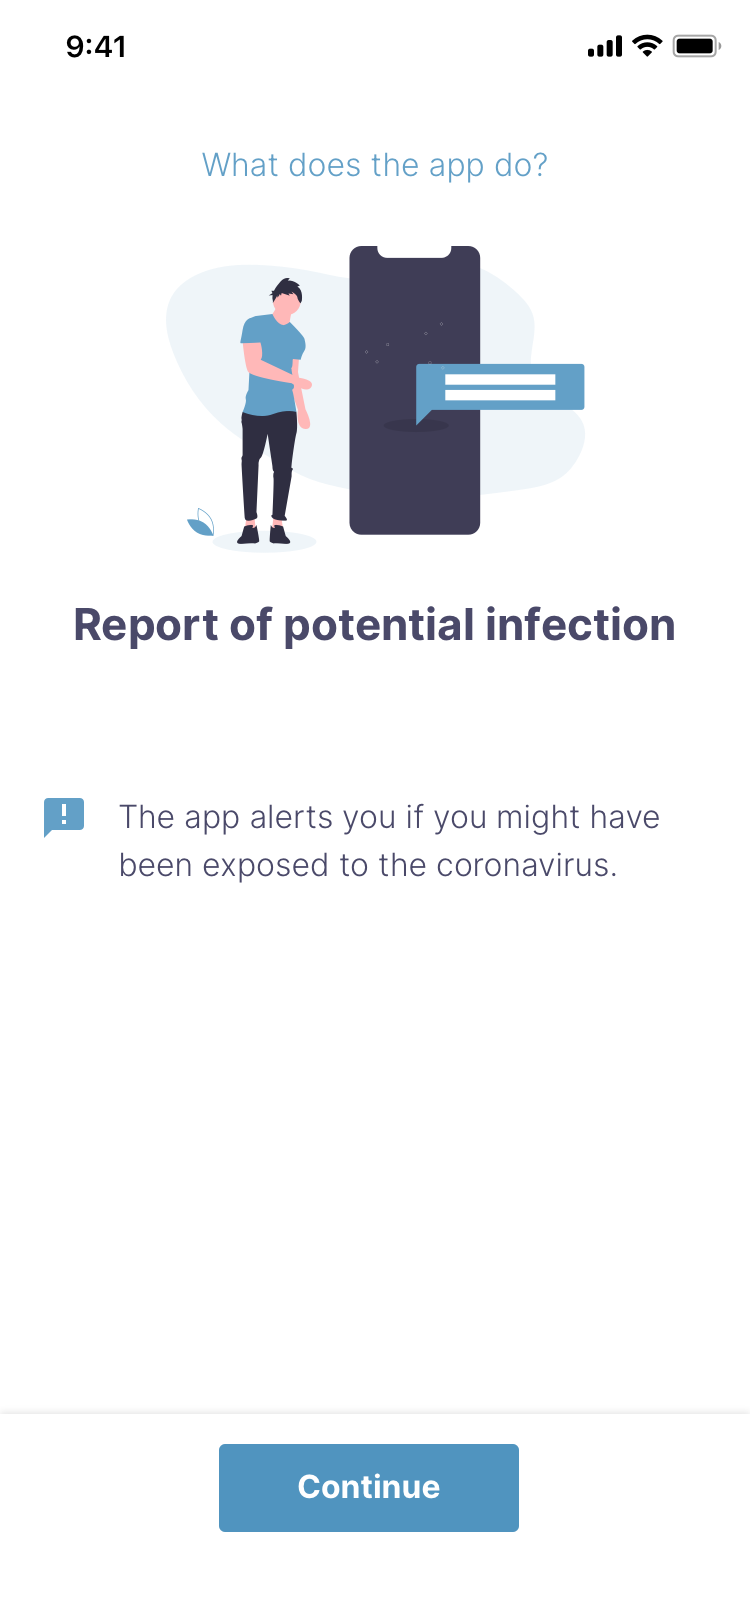 9:41
What does the app do?
Report of potential infection
The app alerts you if you might have
been exposed to the coronavirus.
Continue